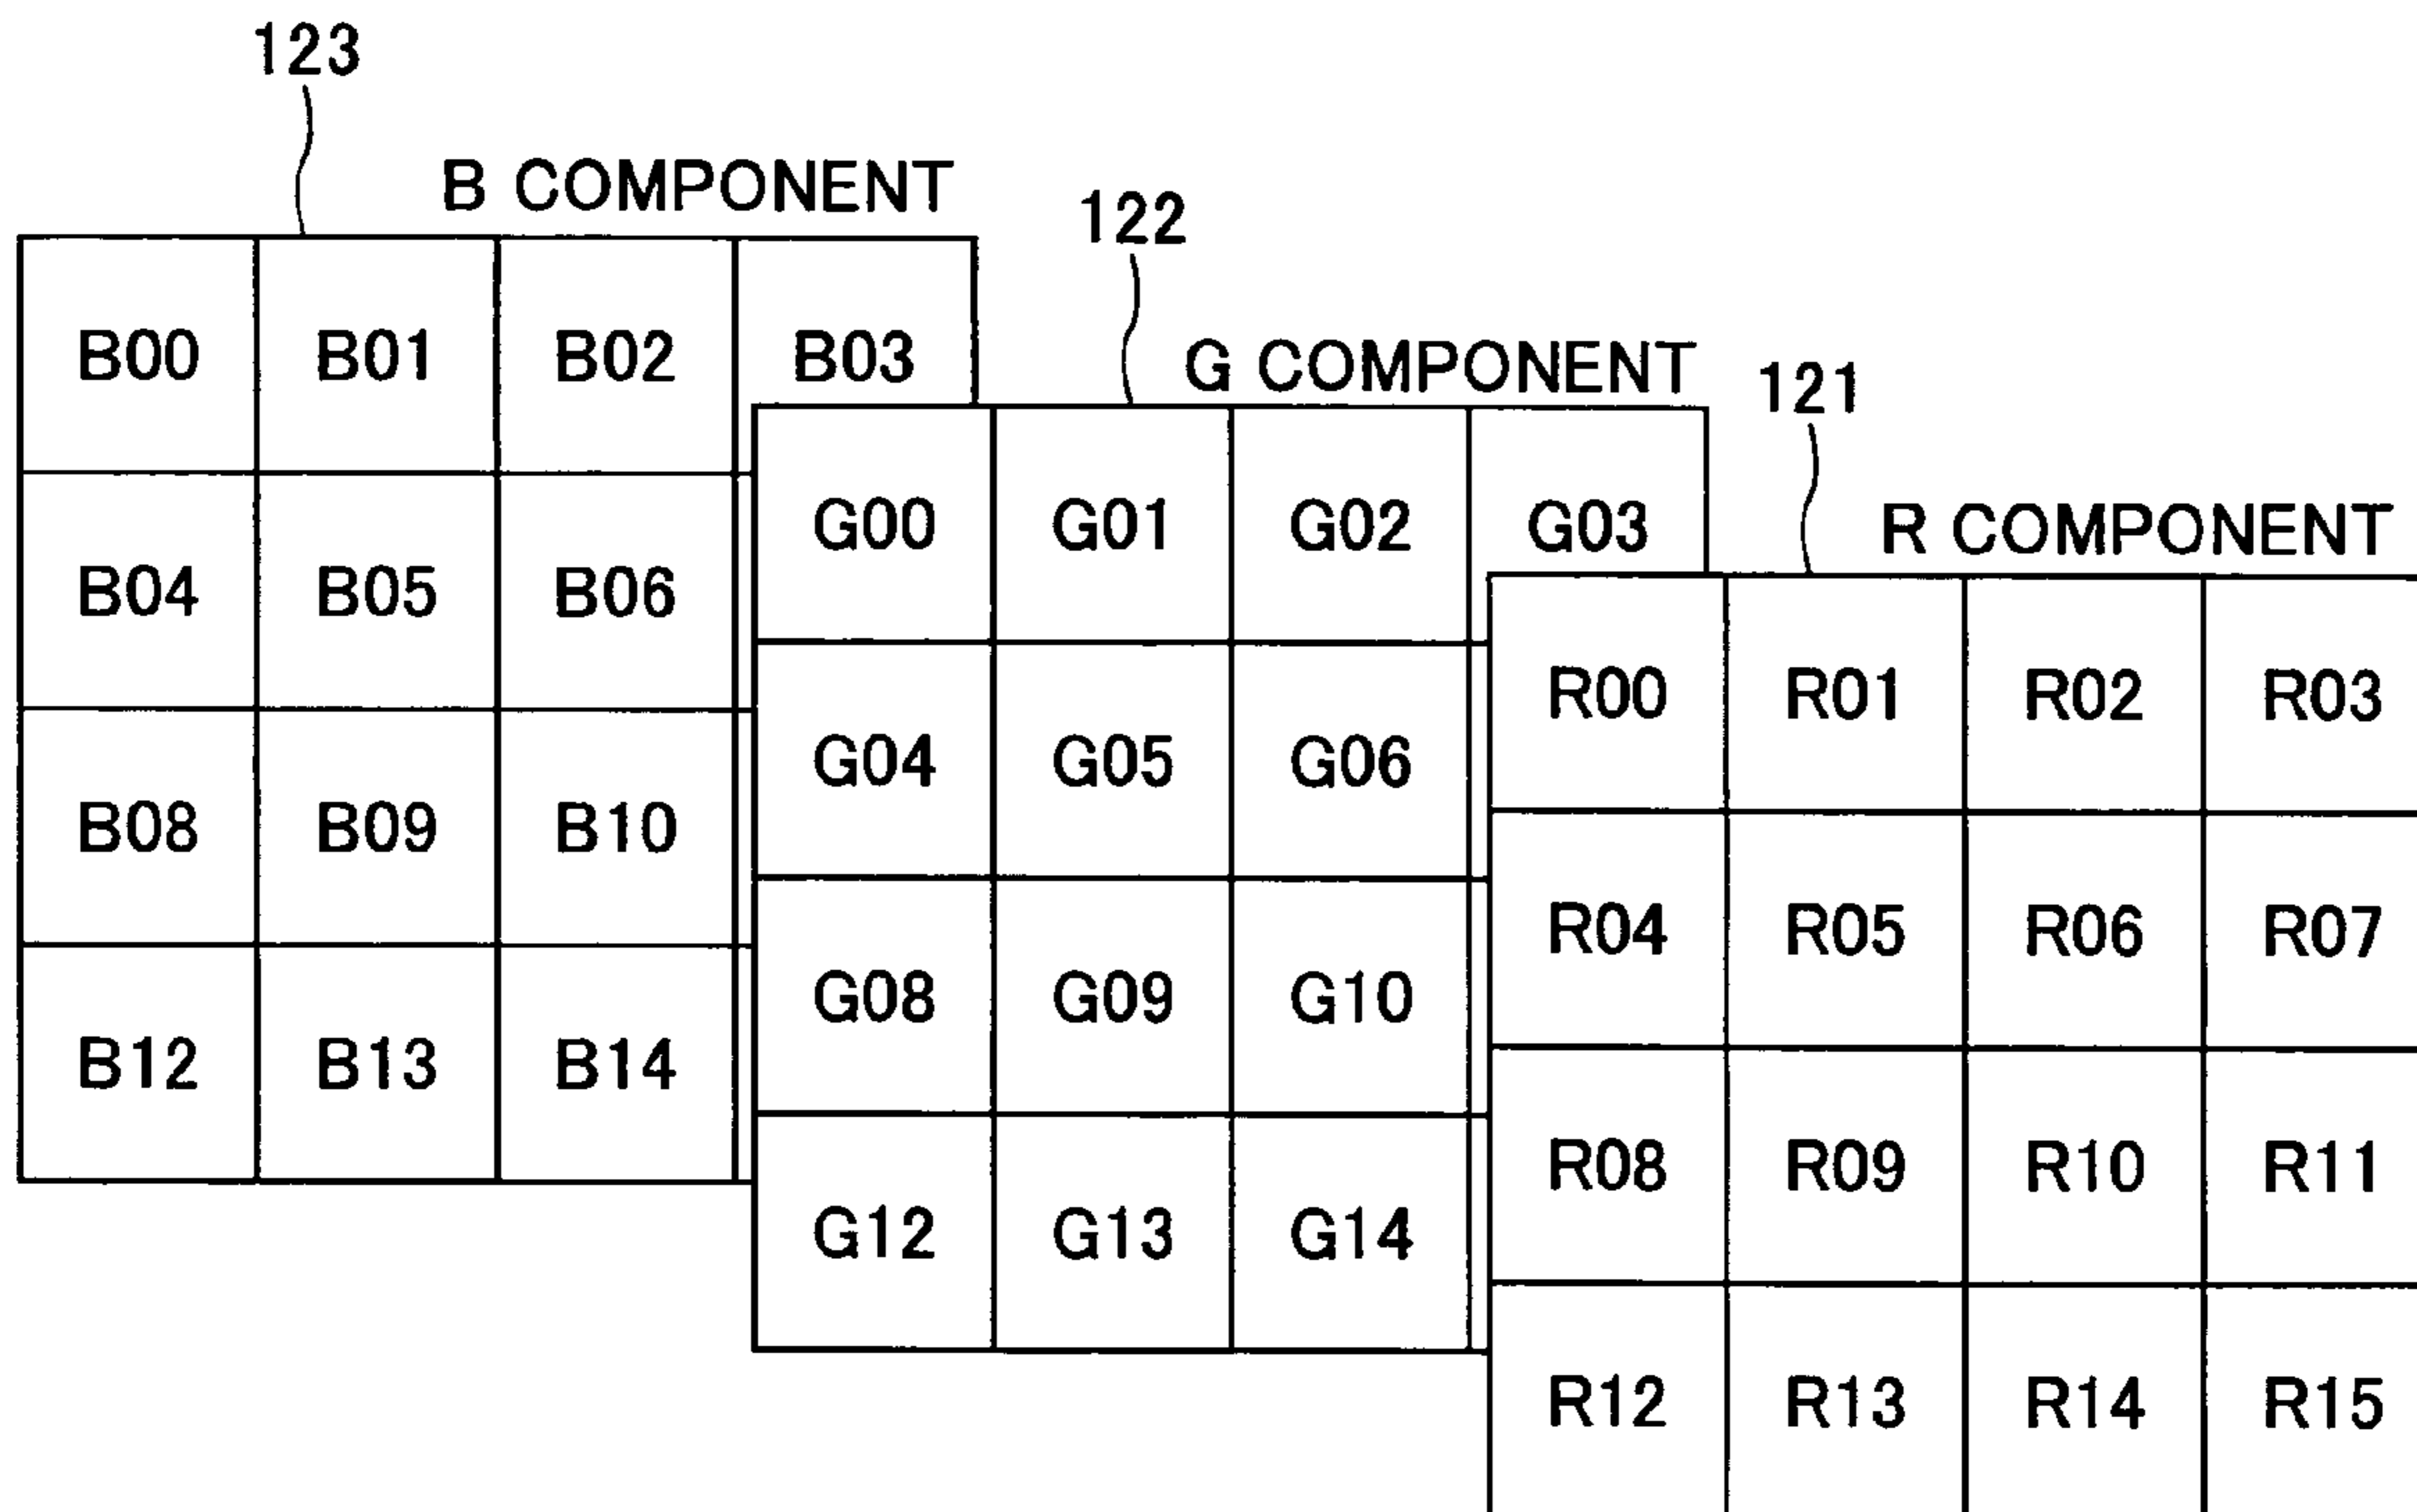 123
B COMPONENT
B00 B01 B02 B03
B04 B05 B06
B08 B09 B10
B12 B13 B14
122
G COMPONENT
G00 G01 G02 G03
G04 G05 G06
G08 G09 G10
G12 G13 G14
121
R COMPONENT
R00 R01 R02 R03
R04 R05 R06 R07
R08 R09 R10 R11
R12 R13 R14 R15